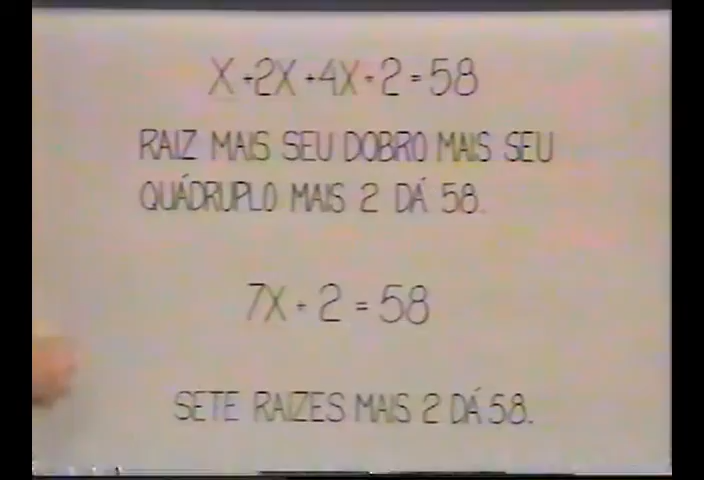 X+2X+4X+2=58
RAIZ MAIS SEU DOBRO MAIS SEU
QUÁDRUPLO MAIS 2 DÁ 58.
7X+2=58
SETE RAIZES MAIS 2 DÁ 58.